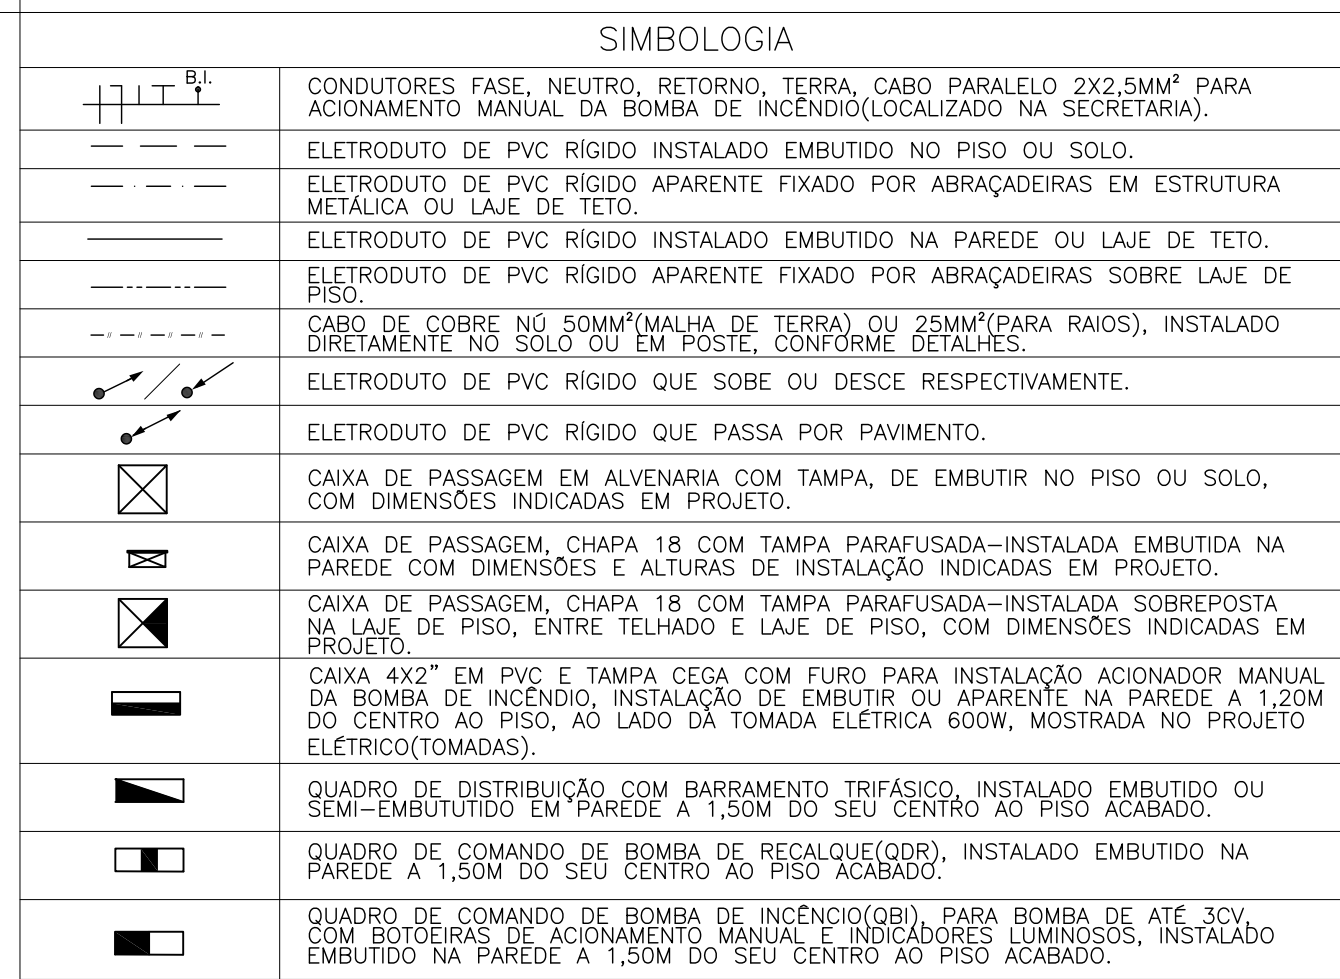 SIMBOLOGIA
B.I.
CONDUTORES FASE, NEUTRO, RETORNO, TERRA, CABO PARALELO 2X2,5MM² PARA
ACIONAMENTO MANUAL DA BOMBA DE INCÊNDIO(LOCALIZADO NA SECRETARIA).
ELETRODUTO DE PVC RÍGIDO INSTALADO EMBUTIDO NO PISO OU SOLO.
ELETRODUTO DE PVC RÍGIDO APARENTE FIXADO POR ABRAÇADEIRAS EM ESTRUTURA
METÁLICA OU LAJE DE TETO.
ELETRODUTO DE PVC RÍGIDO INSTALADO EMBUTIDO NA PAREDE OU LAJE DE TETO.
ELETRODUTO DE PVC RÍGIDO APARENTE FIXADO POR ABRAÇADEIRAS SOBRE LAJE DE
PISO.
CABO DE COBRE NÚ 50MM²(MALHA DE TERRA) OU 25MM²(PARA RAIOS), INSTALADO
DIRETAMENTE NO SOLO OU EM POSTE, CONFORME DETALHES.
ELETRODUTO DE PVC RÍGIDO QUE SOBE OU DESCE RESPECTIVAMENTE.
ELETRODUTO DE PVC RÍGIDO QUE PASSA POR PAVIMENTO.
CAIXA DE PASSAGEM EM ALVENARIA COM TAMPA, DE EMBUTIR NO PISO OU SOLO,
COM DIMENSÕES INDICADAS EM PROJETO.
CAIXA DE PASSAGEM, CHAPA 18 COM TAMPA PARAFUSADA-INSTALADA EMBUTIDA NA
PAREDE COM DIMENSÕES E ALTURAS DE INSTALAÇÃO INDICADAS EM PROJETO.
CAIXA DE PASSAGEM, CHAPA 18 COM TAMPA PARAFUSADA-INSTALADA SOBREPOSTA
NA LAJE DE PISO, ENTRE TELHADO E LAJE DE PISO, COM DIMENSÕES INDICADAS EM
PROJETO.
CAIXA 4X2" EM PVC E TAMPA CEGA COM FURO PARA INSTALAÇÃO ACIONADOR MANUAL
DA BOMBA DE INCÊNDIO, INSTALAÇÃO DE EMBUTIR OU APARENTE NA PAREDE A 1,20M
DO CENTRO AO PISO, AO LADO DA TOMADA ELÉTRICA 600W, MOSTRADA NO PROJETO
ELÉTRICO(TOMADAS).
QUADRO DE DISTRIBUIÇÃO COM BARRAMENTO TRIFÁSICO, INSTALADO EMBUTIDO OU
SEMI-EMBUTUTIDO EM PAREDE A 1,50M DO SEU CENTRO AO PISO ACABADO.
QUADRO DE COMANDO DE BOMBA DE RECALQUE(QDR), INSTALADO EMBUTIDO NA
PAREDE A 1,50M DO SEU CENTRO AO PISO ACABADO.
QUADRO DE COMANDO DE BOMBA DE INCÊNCIO(QBI), PARA BOMBA DE ATÉ 3CV,
COM BOTOEIRAS DE ACIONAMENTO MANUAL E INDICADORES LUMINOSOS, INSTALADO
EMBUTIDO NA PAREDE A 1,50M DO SEU CENTRO AO PISO ACABADO.